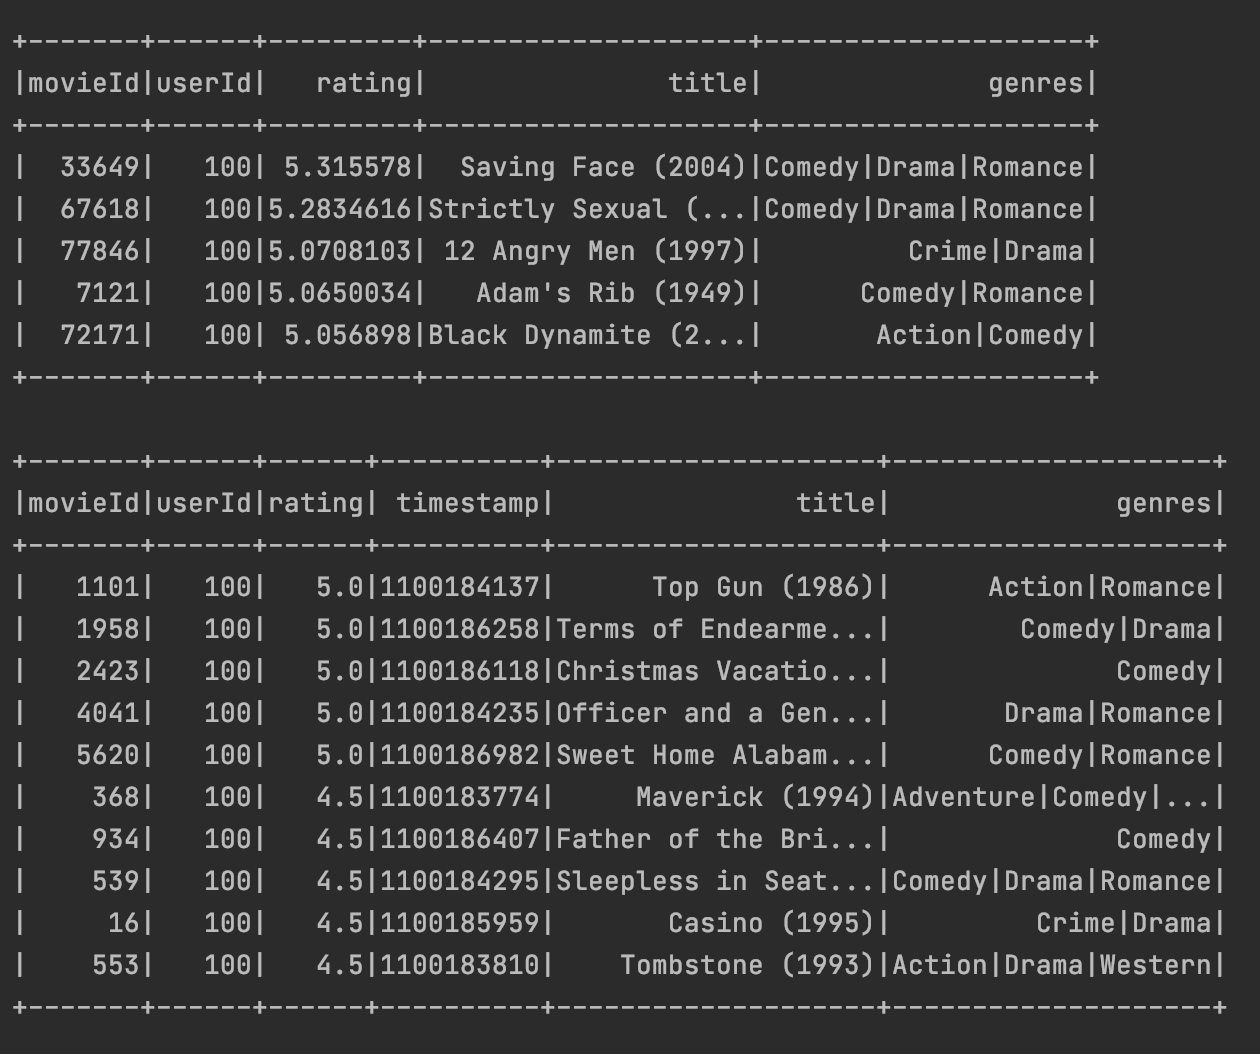 +-------+------+---------+--------------------+--------------------+
|movieId|userId|   rating|               title|              genres|
+-------+------+---------+--------------------+--------------------+
|  33649|   100| 5.315578|  Saving Face (2004)|Comedy|Drama|Romance|
|  67618|   100|5.2834616|Strictly Sexual (...|Comedy|Drama|Romance|
|  77846|   100|5.0708103| 12 Angry Men (1997)|         Crime|Drama|
|   7121|   100|5.0650034|   Adam's Rib (1949)|      Comedy|Romance|
|  72171|   100| 5.056898|Black Dynamite (2...|       Action|Comedy|
+-------+------+---------+--------------------+--------------------+

+-------+------+------+----------+--------------------+--------------------+
|movieId|userId|rating| timestamp|               title|              genres|
+-------+------+------+----------+--------------------+--------------------+
|   1101|   100|   5.0|1100184137|      Top Gun (1986)|      Action|Romance|
|   1958|   100|   5.0|1100186258|Terms of Endearme...|        Comedy|Drama|
|   2423|   100|   5.0|1100186118|Christmas Vacatio...|              Comedy|
|   4041|   100|   5.0|1100184235|Officer and a Gen...|       Drama|Romance|
|   5620|   100|   5.0|1100186982|Sweet Home Alabam...|      Comedy|Romance|
|    368|   100|   4.5|1100183774|     Maverick (1994)|Adventure|Comedy|...|
|    934|   100|   4.5|1100186407|Father of the Bri...|              Comedy|
|    539|   100|   4.5|1100184295|Sleepless in Seat...|Comedy|Drama|Romance|
|     16|   100|   4.5|1100185959|       Casino (1995)|         Crime|Drama|
|    553|   100|   4.5|1100183810|    Tombstone (1993)|Action|Drama|Western|
+-------+------+------+----------+--------------------+--------------------+